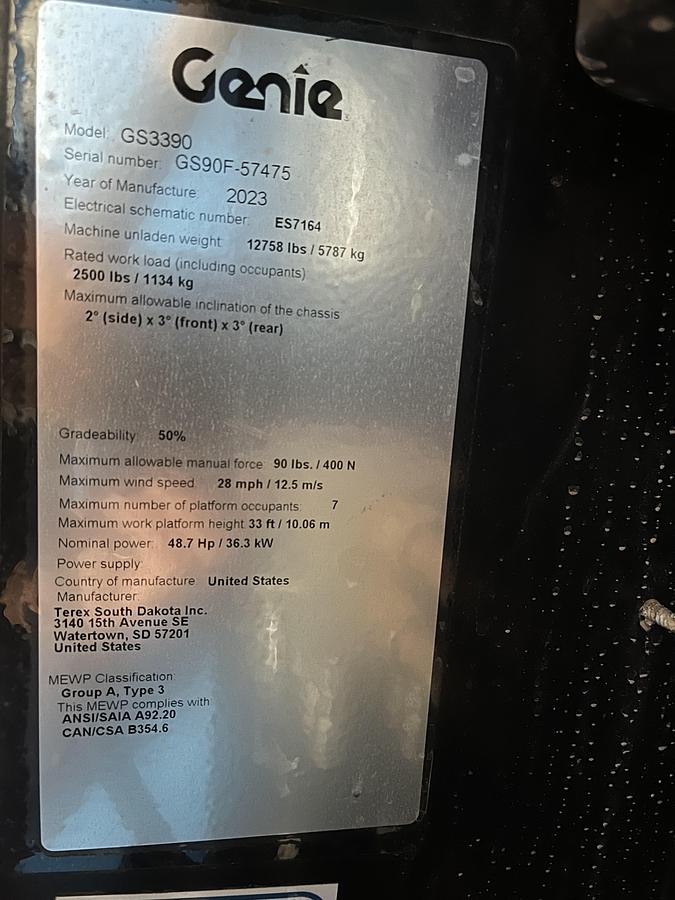 Genie
Model: GS3390
Serial number: GS90F-57475
Year of Manufacture: 2023
Electrical schematic number: ES7164
Machine unladen weight: 12758 lbs / 5787 kg
Rated work load (including occupants)
2500 lbs / 1134 kg
Maximum allowable inclination of the chassis
2° (side) x 3° (front) x 3° (rear)
Gradeability: 50%
Maximum allowable manual force 90 lbs. / 400 N
Maximum wind speed 28 mph / 12.5 m/s
Maximum number of platform occupants: 7
Maximum work platform height 33 ft / 10.06 m
Nominal power: 48.7 Hp / 36.3 kW
Power supply:
Country of manufacture United States
Manufacturer:
Terex South Dakota Inc.
3140 15th Avenue SE
Watertown, SD 57201
United States
MEWP Classification:
Group A, Type 3
This MEWP complies with:
ANSI/SAIA A92.20
CAN/CSA B354.6